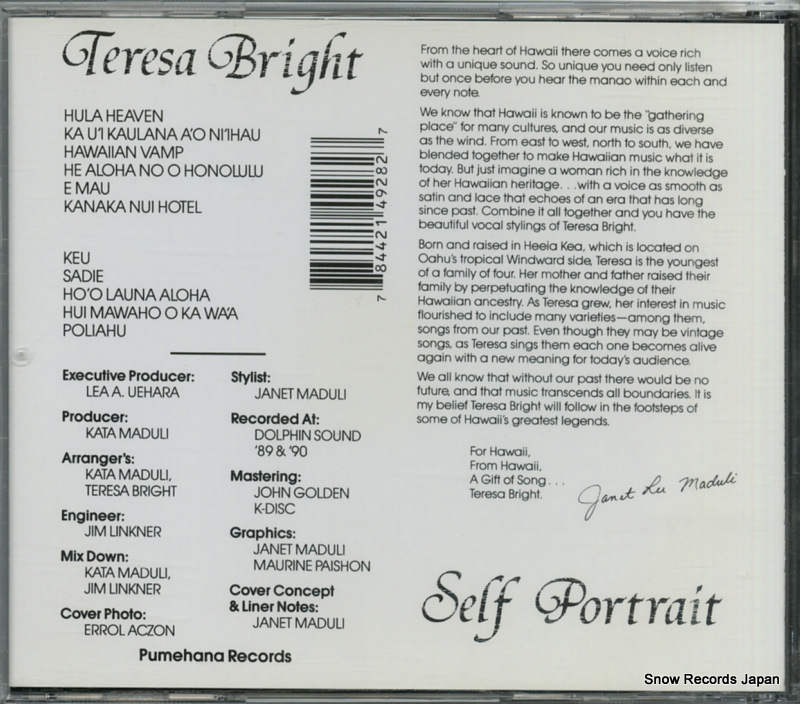 Teresa Bright
HULA HEAVEN
KA U'I KAULANA A'O NI'IHAU
HAWAIIAN VAMP
HE ALOHA NO O HONOLULU
E MAU
KANAKA NUI HOTEL
KEU
SADIE
HO'O LAUNA ALOHA
HUI MAWAHO O KA WA'A
POLIAHU
7 84421 49282 7
Executive Producer:
LEA A. UEHARA
Producer:
KATA MADULI
Arranger's:
KATA MADULI,
TERESA BRIGHT
Engineer:
JIM LINKNER
Mix Down:
KATA MADULI,
JIM LINKNER
Cover Photo:
ERROL ACZON
Stylist:
JANET MADULI
Recorded At:
DOLPHIN SOUND
'89 & '90
Mastering:
JOHN GOLDEN
K-DISC
Graphics:
JANET MADULI
MAURINE PAISHON
Cover Concept
& Liner Notes:
JANET MADULI
Pumehana Records
From the heart of Hawaii there comes a voice rich
with a unique sound. So unique you need only listen
but once before you hear the manao within each and
every note.
We know that Hawaii is known to be the "gathering
place" for many cultures, and our music is as diverse
as the wind. From east to west, north to south, we have
blended together to make Hawaiian music what it is
today. But just imagine a woman rich in the knowledge
of her Hawaiian heritage. . .with a voice as smooth as
satin and lace that echoes of an era that has long
since past. Combine it all together and you have the
beautiful vocal stylings of Teresa Bright.
Born and raised in Heeia Kea, which is located on
Oahu's tropical Windward side, Teresa is the youngest
of a family of four. Her mother and father raised their
family by perpetuating the knowledge of their
Hawaiian ancestry. As Teresa grew, her interest in music
flourished to include many varieties—among them,
songs from our past. Even though they may be vintage
songs, as Teresa sings them each one becomes alive
again with a new meaning for today's audience.
We all know that without our past there would be no
future, and that music transcends all boundaries. It is
my belief Teresa Bright will follow in the footsteps of
some of Hawaii's greatest legends.
For Hawaii,
From Hawaii,
A Gift of Song . . .
Teresa Bright.
Janet Lu Maduli
Self Portrait
Snow Records Japan